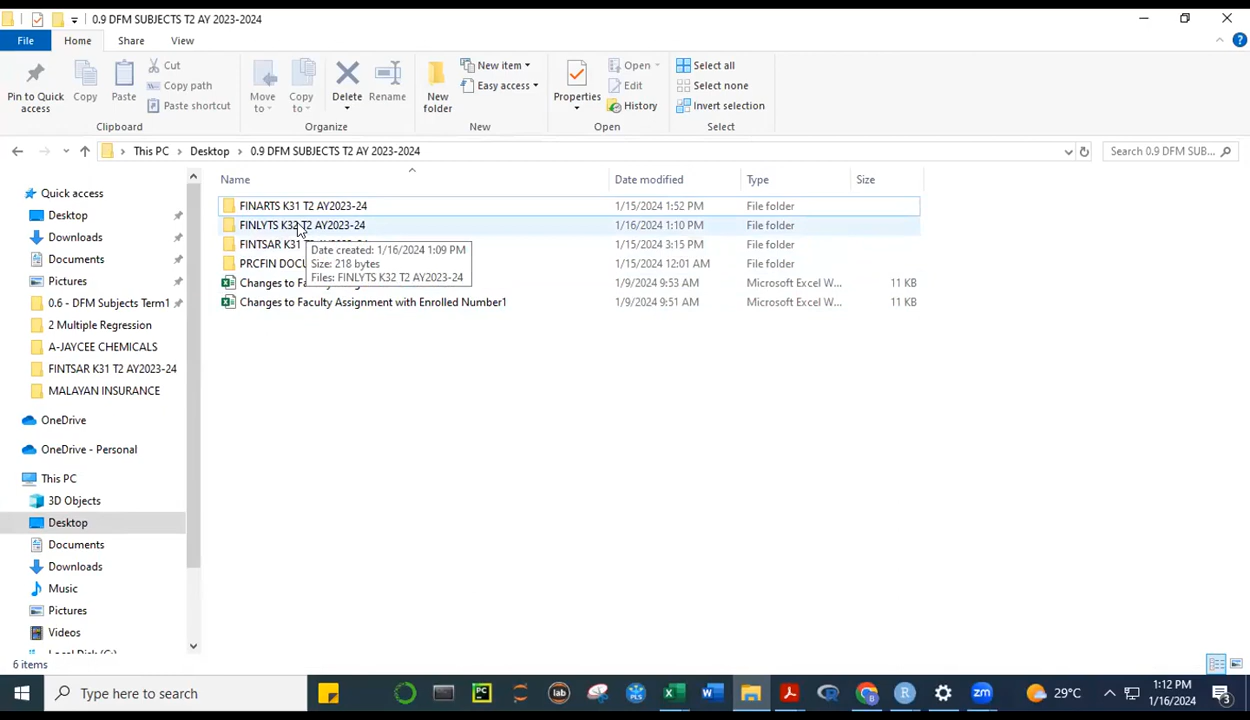 0.9 DFM SUBJECTS T2 AY 2023-2024
File
Home
Share
View
Pin to Quick access
Copy
Paste
Cut
Copy path
Paste shortcut
Clipboard
Move to
Copy to
Delete
Rename
Organize
New folder
New item
Easy access
New
Properties
Open
Edit
History
Open
Select all
Select none
Invert selection
Select
This PC
Desktop
0.9 DFM SUBJECTS T2 AY 2023-2024
Search 0.9 DFM SUB...
Quick access
Desktop
Downloads
Documents
Pictures
0.6 - DFM Subjects Term1
2 Multiple Regression
A-JAYCEE CHEMICALS
FINTSAR K31 T2 AY2023-24
MALAYAN INSURANCE
OneDrive
OneDrive - Personal
This PC
3D Objects
Desktop
Documents
Downloads
Music
Pictures
Videos
Name Date modified Type Size
FINARTS K31 T2 AY2023-24 1/15/2024 1:52 PM File folder
FINLYTS K32 T2 AY2023-24 1/16/2024 1:10 PM File folder
FINTSAR K31 1/15/2024 3:15 PM File folder
PRCFIN DOCU 1/15/2024 12:01 AM File folder
Changes to Fa 1/9/2024 9:53 AM Microsoft Excel W... 11 KB
Changes to Faculty Assignment with Enrolled Number1 1/9/2024 9:51 AM Microsoft Excel W... 11 KB
Date created: 1/16/2024 1:09 PM
Size: 218 bytes
Files: FINLYTS K32 T2 AY2023-24
6 items
Type here to search
PC
lab
PLS
R
29°C
1:12 PM
1/16/2024
3